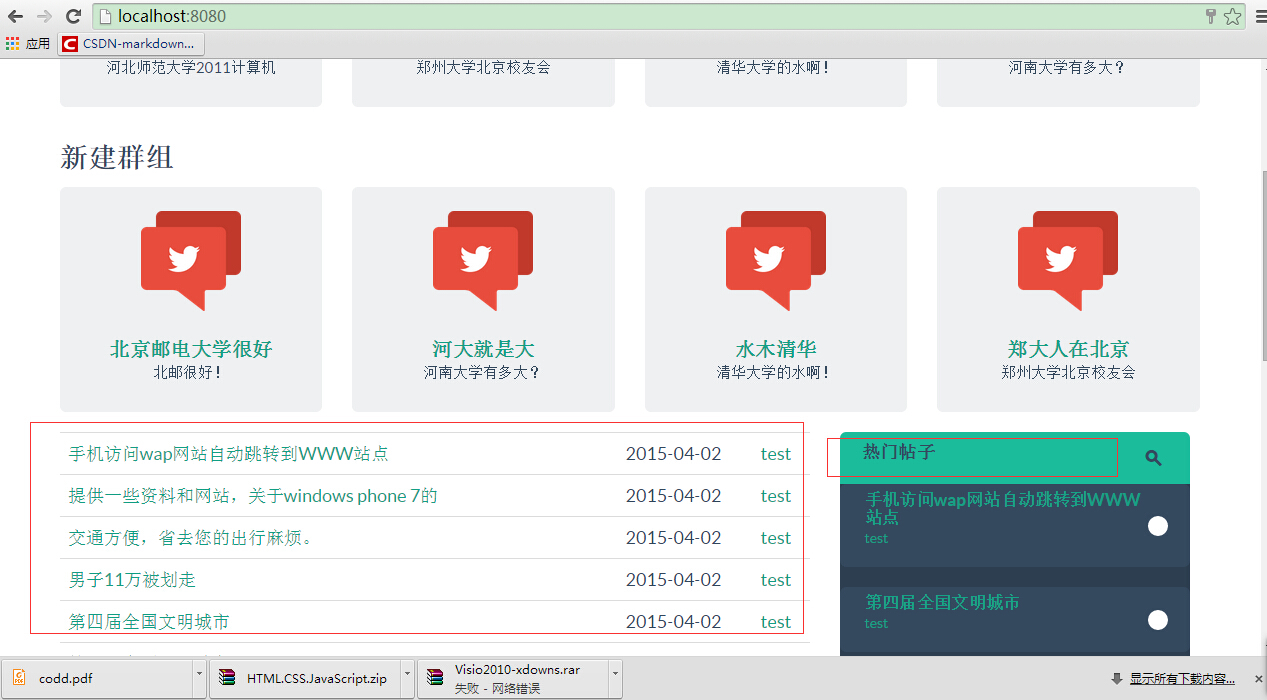 localhost:8080
应用
CSDN-markdown...
河北师范大学2011计算机
郑州大学北京校友会
清华大学的水啊!
河南大学有多大?
新建群组
北京邮电大学很好
北邮很好!
河大就是大
河南大学有多大?
水木清华
清华大学的水啊!
郑大人在北京
郑州大学北京校友会
手机访问wap网站自动跳转到WWW站点 2015-04-02 test
提供一些资料和网站，关于windows phone 7的 2015-04-02 test
交通方便，省去您的出行麻烦。 2015-04-02 test
男子11万被划走 2015-04-02 test
第四届全国文明城市 2015-04-02 test
热门帖子
手机访问wap网站自动跳转到WWW
站点
test
第四届全国文明城市
test
codd.pdf
HTML.CSS.JavaScript.zip
Visio2010-xdowns.rar
失败 - 网络错误
显示所有下载内容...